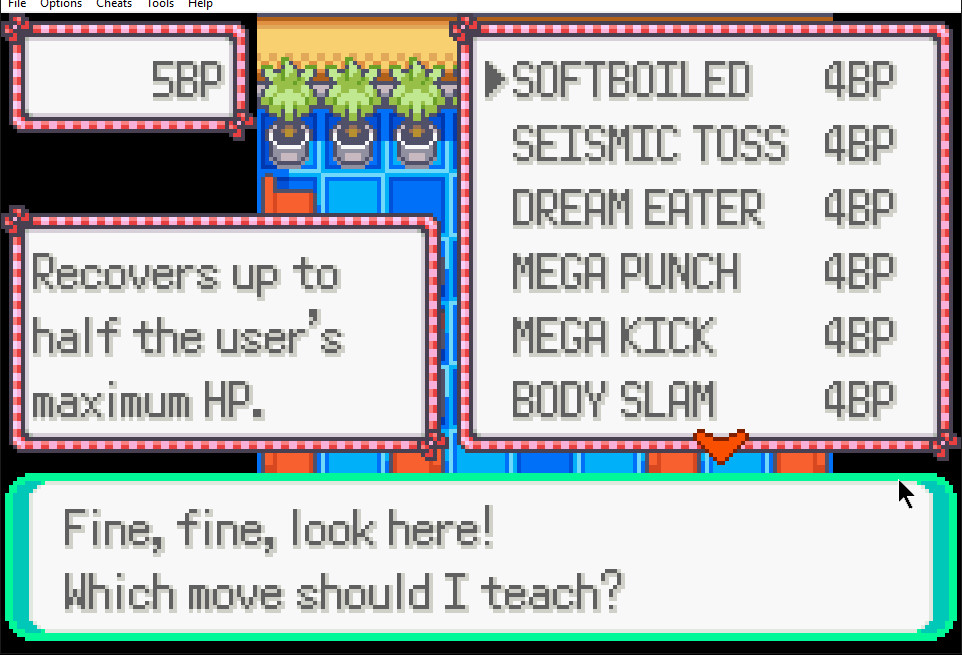 File Options Cheats Tools Help
5BP
SOFTBOILED 4BP
SEISMIC TOSS 4BP
DREAM EATER 4BP
MEGA PUNCH 4BP
MEGA KICK 4BP
BODY SLAM 4BP
Recovers up to
half the user's
maximum HP.
Fine, fine, look here!
Which move should I teach?